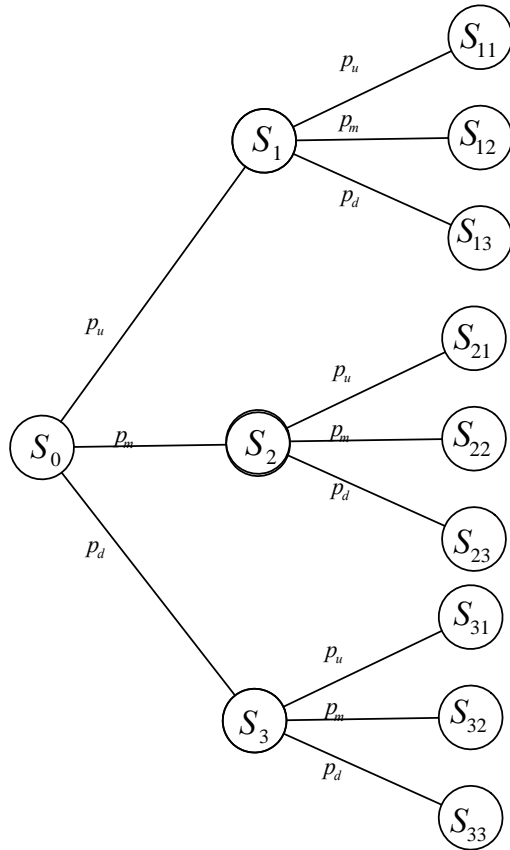 S₁₁
p_u
S₁
p_m
S₁₂
p_d
S₁₃
p_u
S₂₁
p_u
S₀
p_m
S₂
p_m
S₂₂
p_d
S₂₃
p_d
S₃₁
p_u
S₃
p_m
S₃₂
p_d
S₃₃